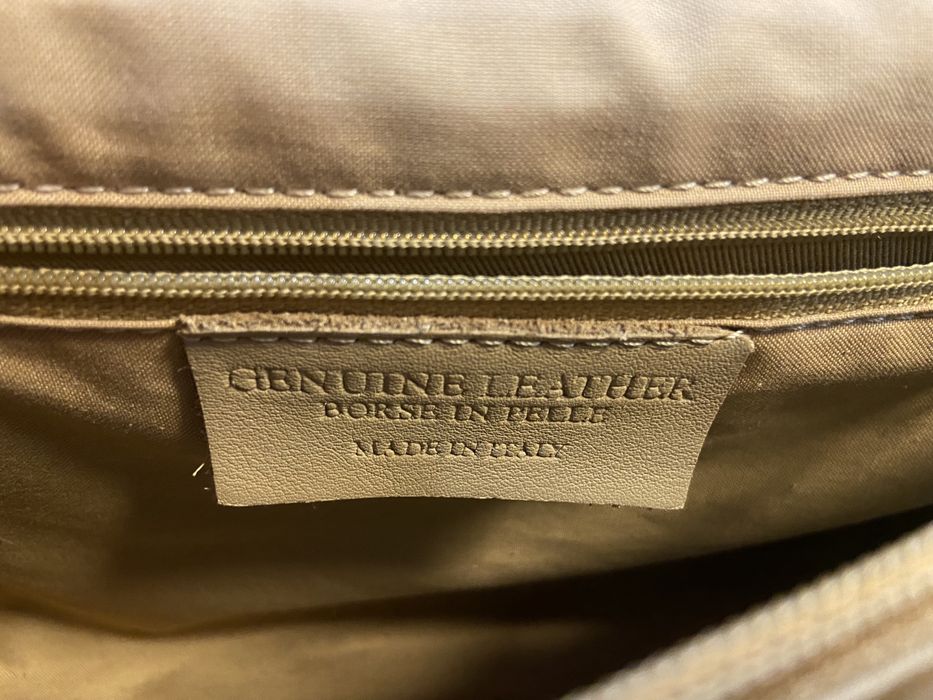 GENUINE LEATHER
BORSE IN PELLE
MADE IN ITALY